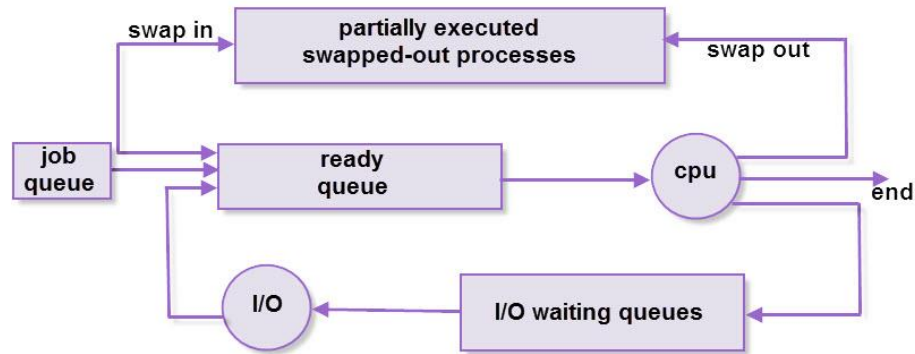 swap in
partially executed
swapped-out processes
swap out
job
queue
ready
queue
cpu
end
I/O
I/O waiting queues